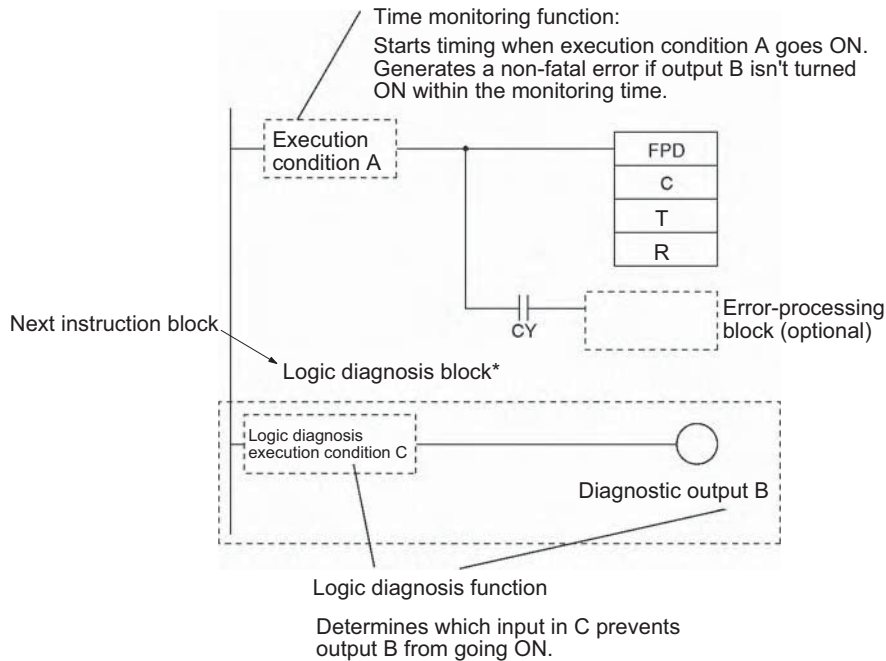 Time monitoring function:
Starts timing when execution condition A goes ON.
Generates a non-fatal error if output B isn't turned
ON within the monitoring time.
Execution
condition A
FPD
C
T
R
CY
Error-processing
block (optional)
Next instruction block
Logic diagnosis block*
Logic diagnosis
execution condition C
Diagnostic output B
Logic diagnosis function
Determines which input in C prevents
output B from going ON.